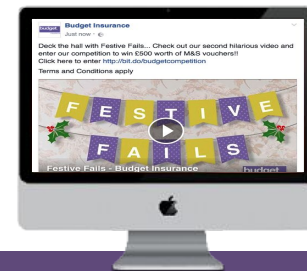 budget
Budget Insurance
Just now
Deck the hall with Festive Fails... Check out our second hilarious video and
enter our competition to win £500 worth of M&S vouchers!!
Click here to enter http://bit.do/budgetcompetition
Terms and Conditions apply
FESTIVE
FAILS
Festive Fails - Budget Insurance
budget